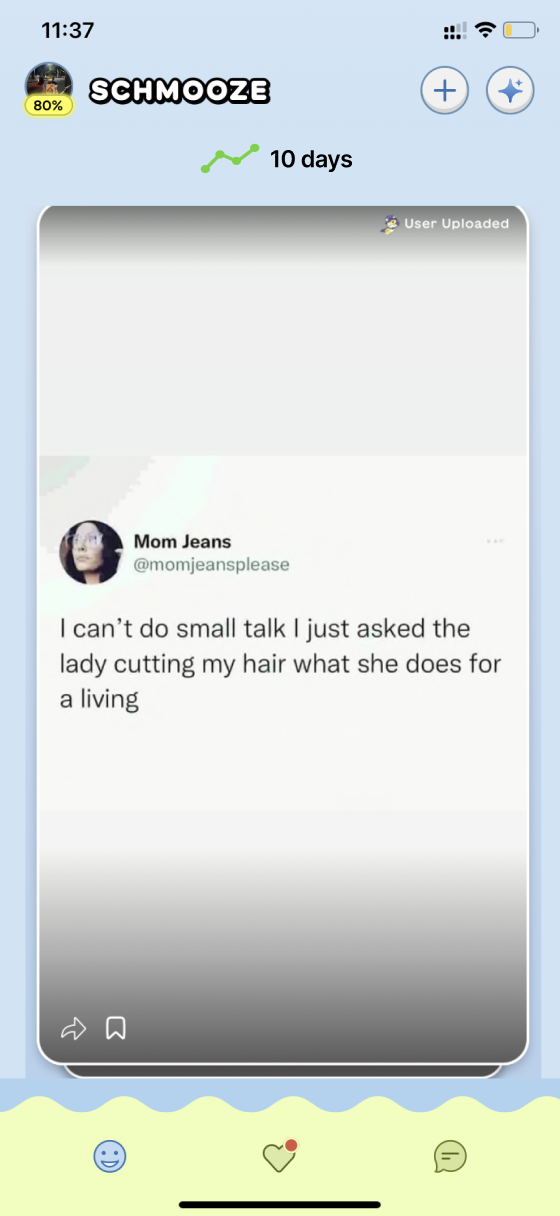 11:37
80%
SCHMOOZE
10 days
User Uploaded
Mom Jeans
@momjeansplease
I can’t do small talk I just asked the
lady cutting my hair what she does for
a living